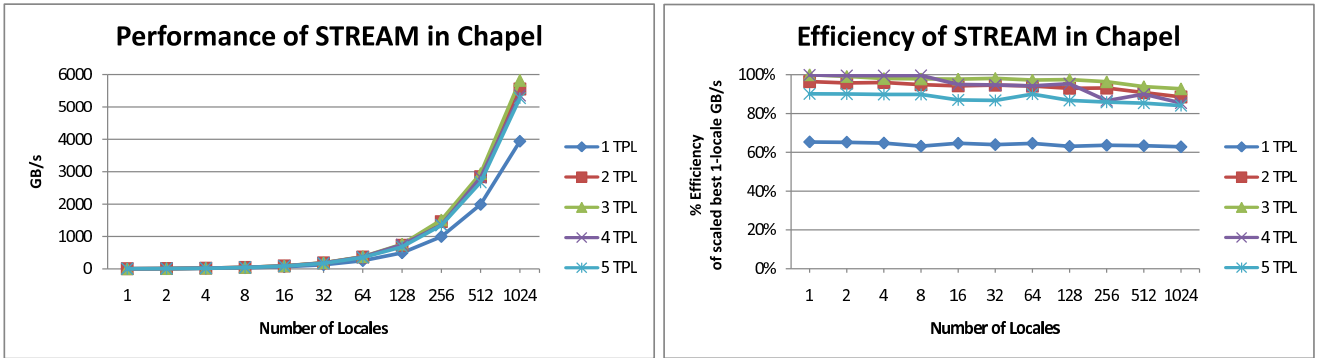 Performance of STREAM in Chapel
6000
5000
4000
3000
2000
1000
0
GB/s
1 2 4 8 16 32 64 128 256 512 1024
Number of Locales
1 TPL
2 TPL
3 TPL
4 TPL
5 TPL
Efficiency of STREAM in Chapel
100%
80%
60%
40%
20%
0%
% Efficiency
of scaled best 1-locale GB/s
1 2 4 8 16 32 64 128 256 512 1024
Number of Locales
1 TPL
2 TPL
3 TPL
4 TPL
5 TPL